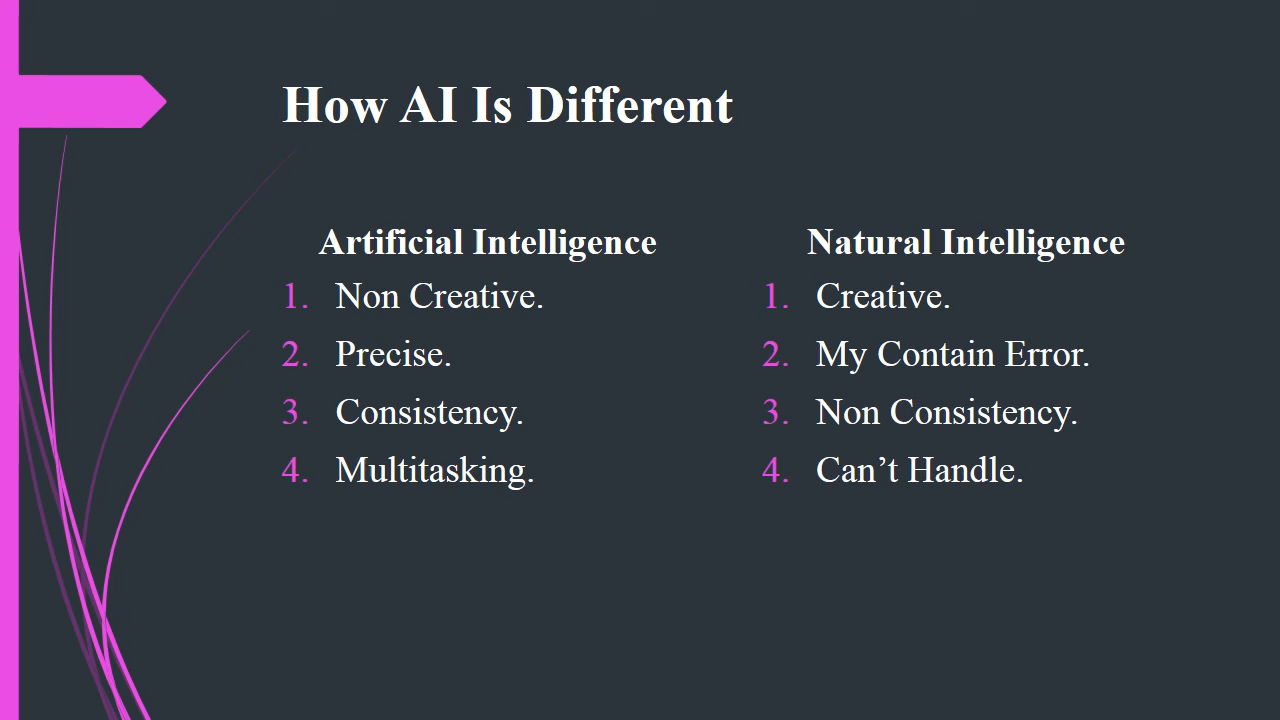 How AI Is Different
Artificial Intelligence
1. Non Creative.
2. Precise.
3. Consistency.
4. Multitasking.
Natural Intelligence
1. Creative.
2. My Contain Error.
3. Non Consistency.
4. Can’t Handle.